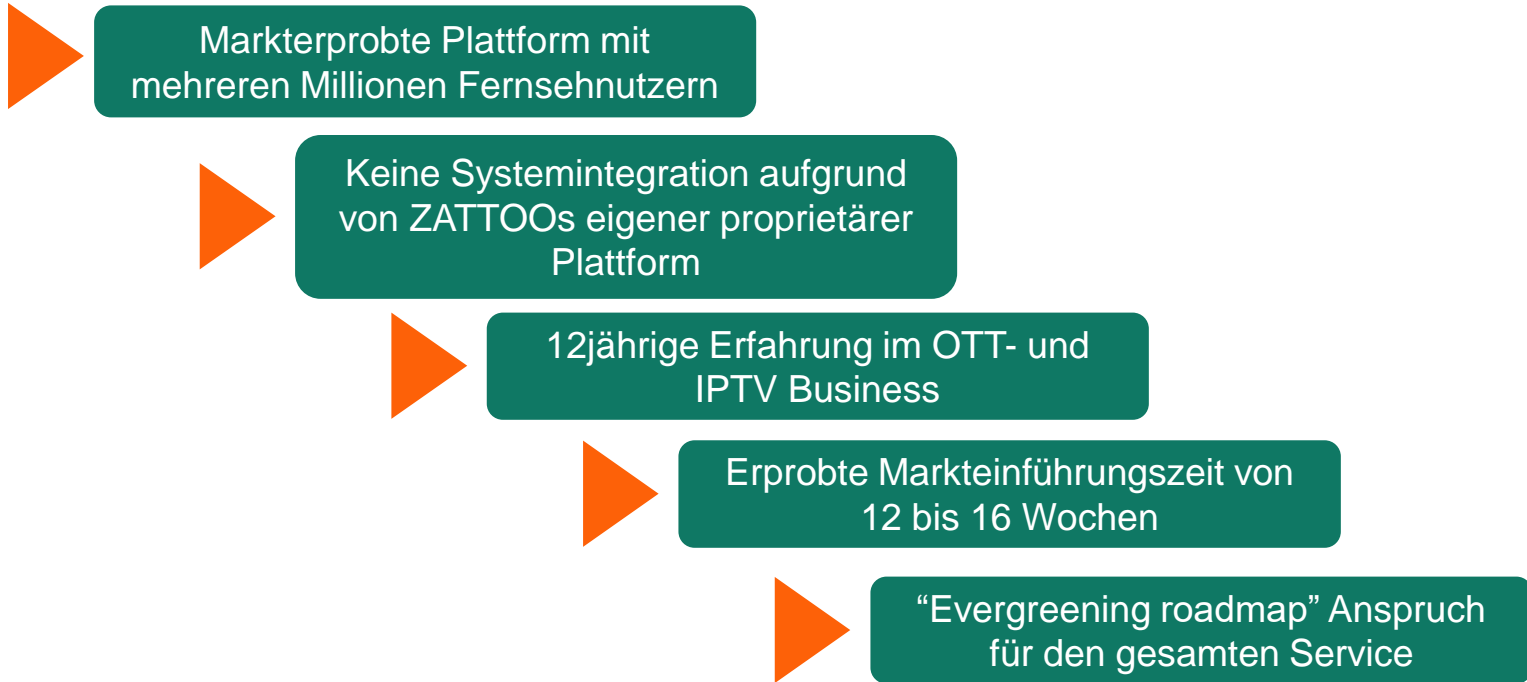 Markterprobte Plattform mit
mehreren Millionen Fernsehnutzern
Keine Systemintegration aufgrund
von ZATTOOs eigener proprietärer
Plattform
12jährige Erfahrung im OTT- und
IPTV Business
Erprobte Markteinführungszeit von
12 bis 16 Wochen
“Evergreening roadmap” Anspruch
für den gesamten Service